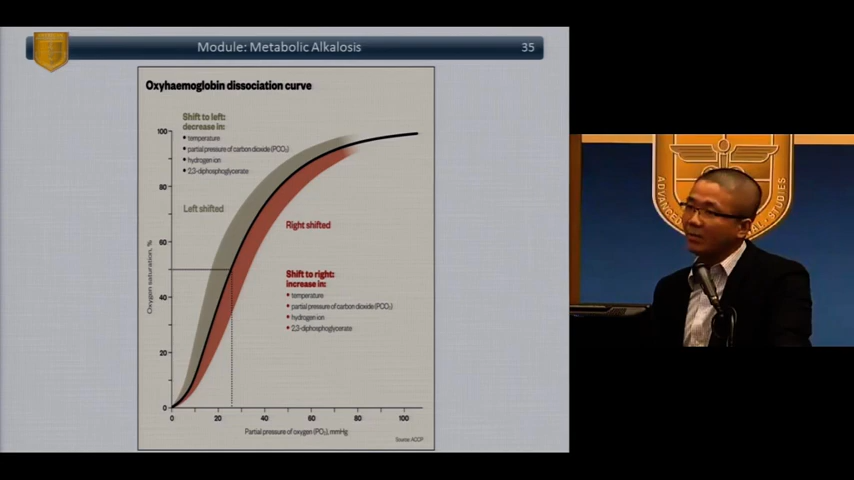 Module: Metabolic Alkalosis
35
Oxyhaemoglobin dissociation curve
Shift to left:
decrease in:
• temperature
• partial pressure of carbon dioxide (PCO₂)
• hydrogen ion
• 2,3-diphosphoglycerate
Left shifted
Right shifted
Shift to right:
increase in:
• temperature
• partial pressure of carbon dioxide (PCO₂)
• hydrogen ion
• 2,3-diphosphoglycerate
Oxygen saturation, %
100
80
60
40
20
0
0 20 40 60 80 100
Partial pressure of oxygen (PO₂), mmHg
Source: ACCP
ADVANCED
STUDIES